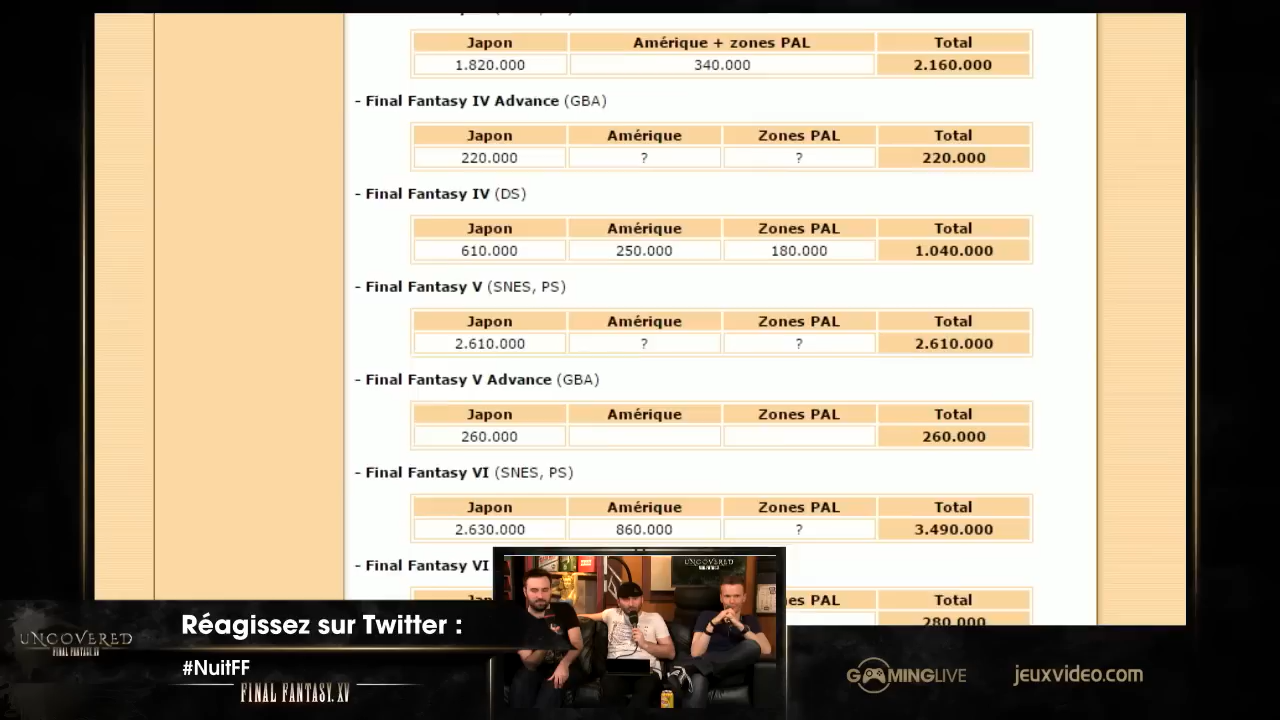 Japon Amérique + zones PAL Total
1.820.000 340.000 2.160.000
- Final Fantasy IV Advance (GBA)
Japon Amérique Zones PAL Total
220.000 ? ? 220.000
- Final Fantasy IV (DS)
Japon Amérique Zones PAL Total
610.000 250.000 180.000 1.040.000
- Final Fantasy V (SNES, PS)
Japon Amérique Zones PAL Total
2.610.000 ? ? 2.610.000
- Final Fantasy V Advance (GBA)
Japon Amérique Zones PAL Total
260.000 260.000
- Final Fantasy VI (SNES, PS)
Japon Amérique Zones PAL Total
2.630.000 860.000 ? 3.490.000
- Final Fantasy VI
PAL Total
280.000
UNCOVERED
FINAL FANTASY XV
Réagissez sur Twitter :
#NuitFF
FINAL FANTASY XV
UNCOVERED
GAMINGLIVE
jeuxvideo.com